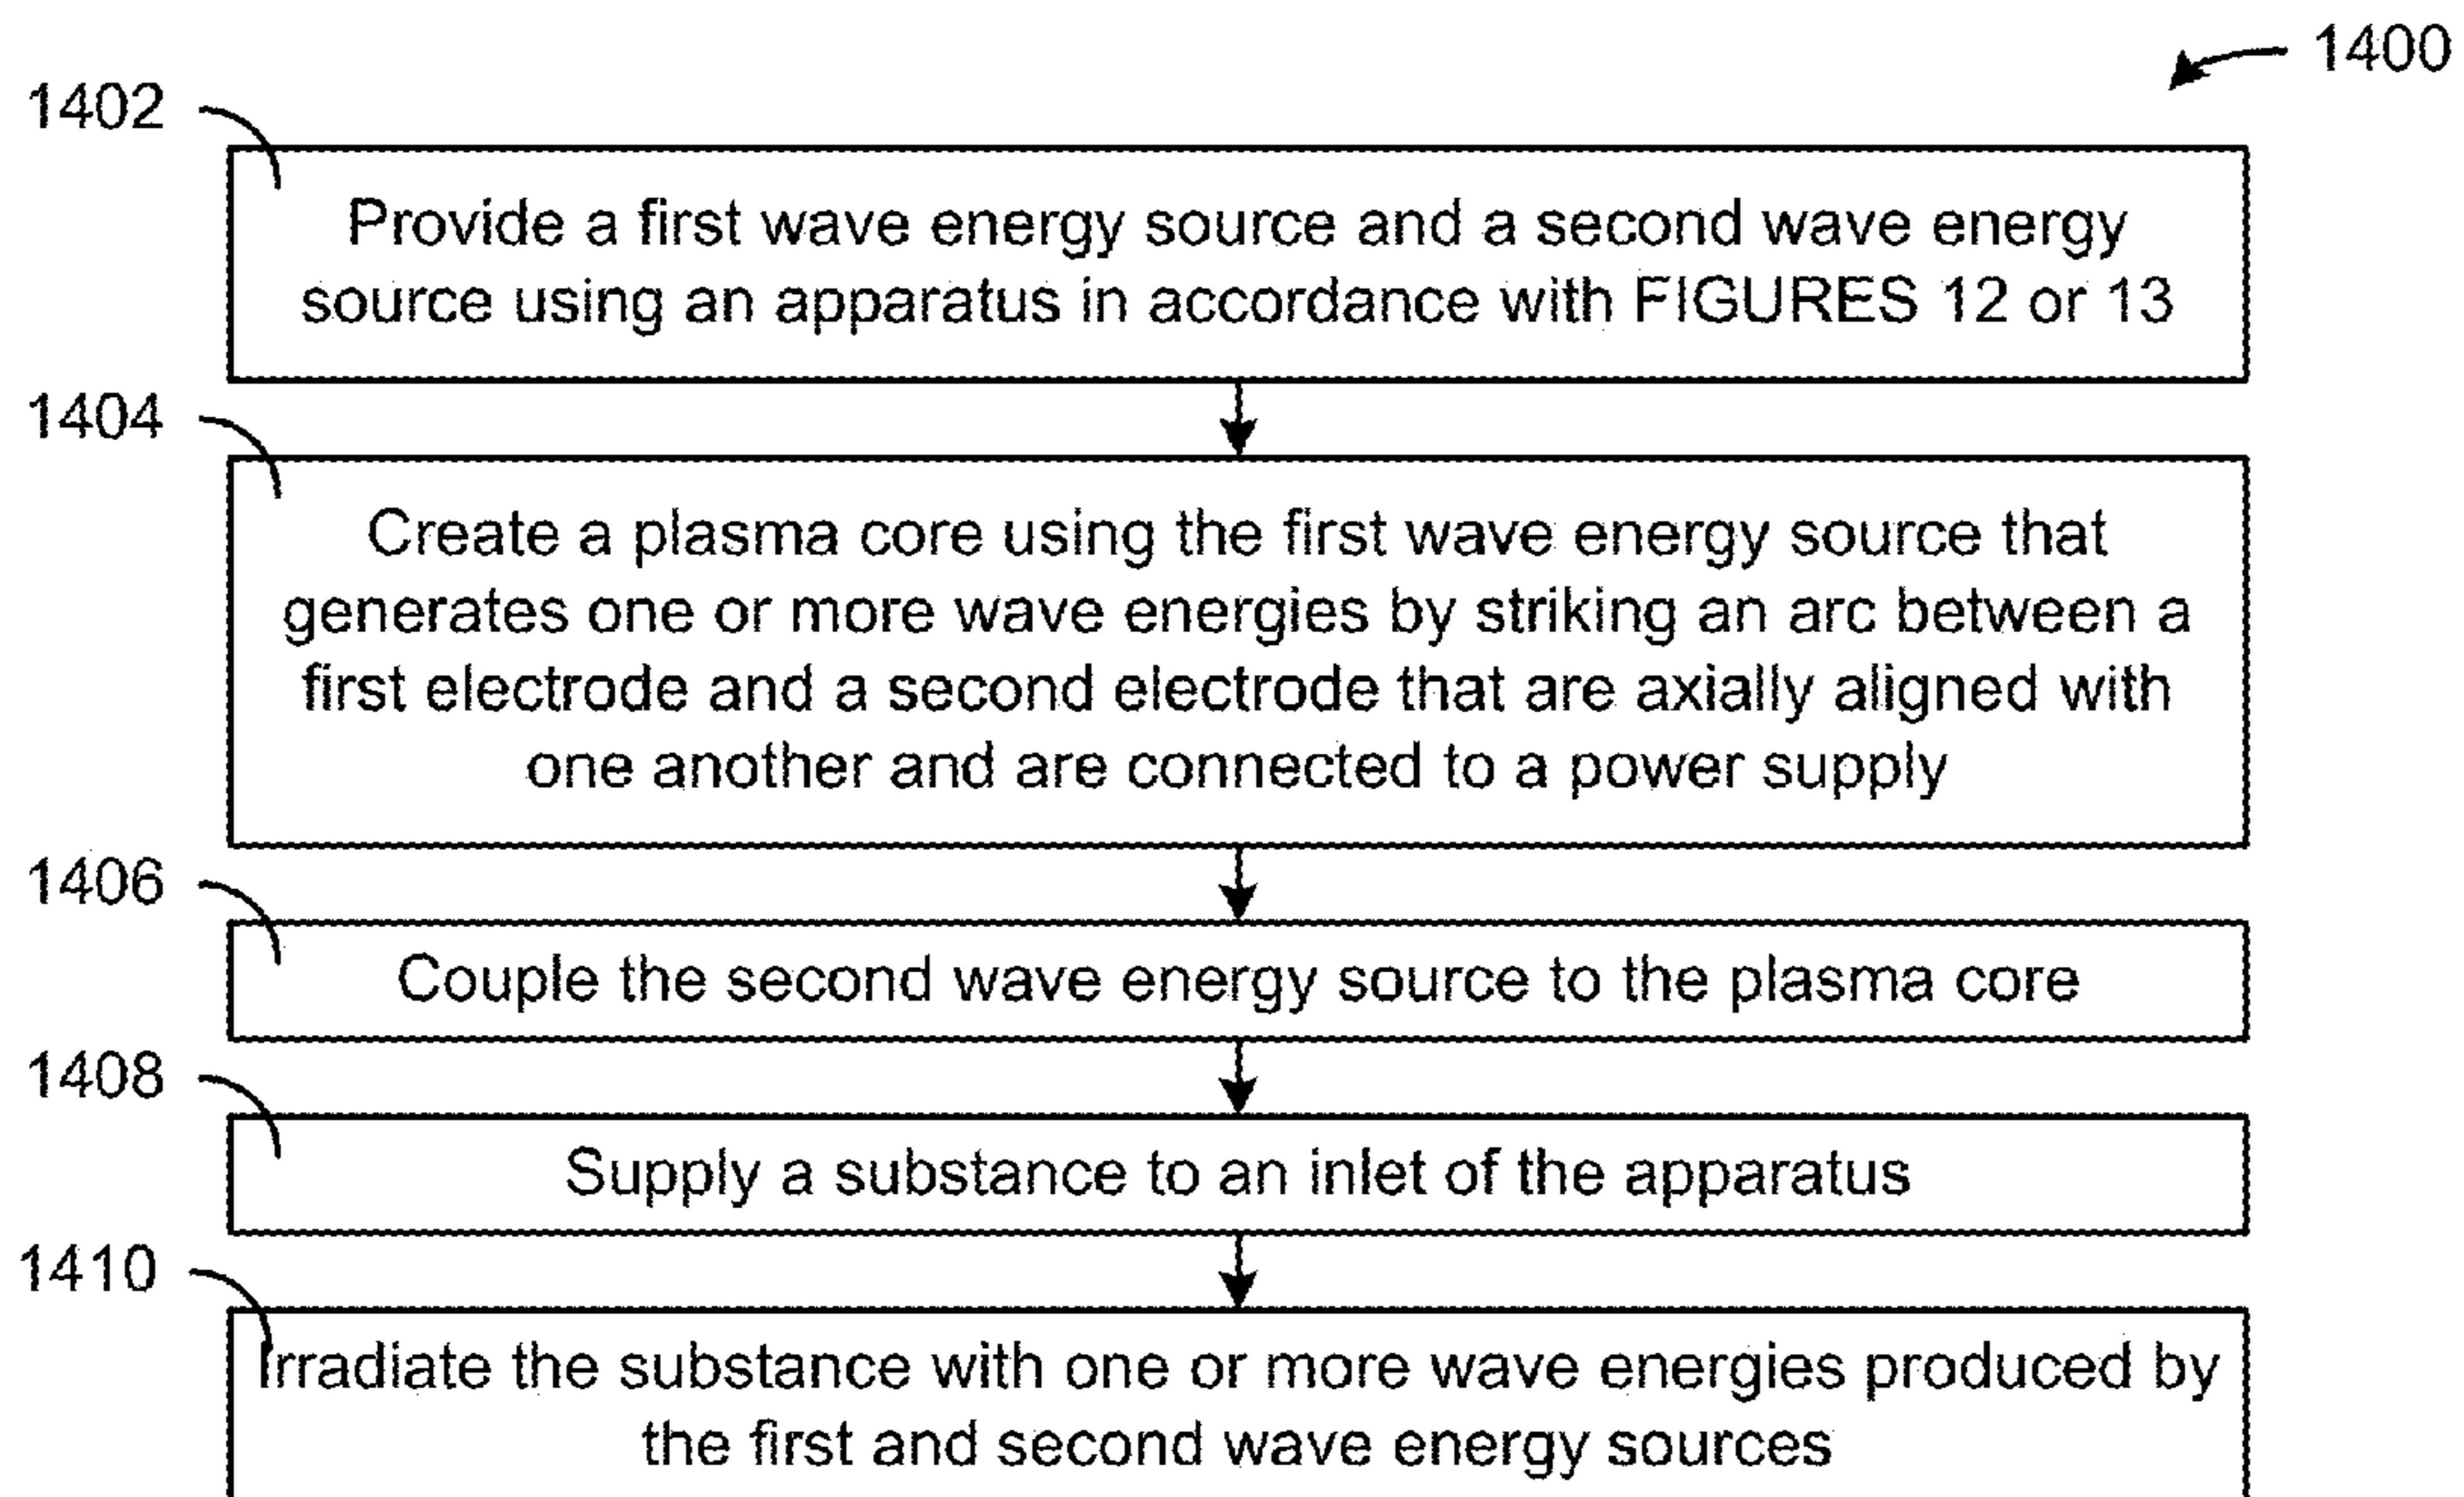 1400
1402
Provide a first wave energy source and a second wave energy
source using an apparatus in accordance with FIGURES 12 or 13
1404
Create a plasma core using the first wave energy source that
generates one or more wave energies by striking an arc between a
first electrode and a second electrode that are axially aligned with
one another and are connected to a power supply
1406
Couple the second wave energy source to the plasma core
1408
Supply a substance to an inlet of the apparatus
1410
Irradiate the substance with one or more wave energies produced by
the first and second wave energy sources